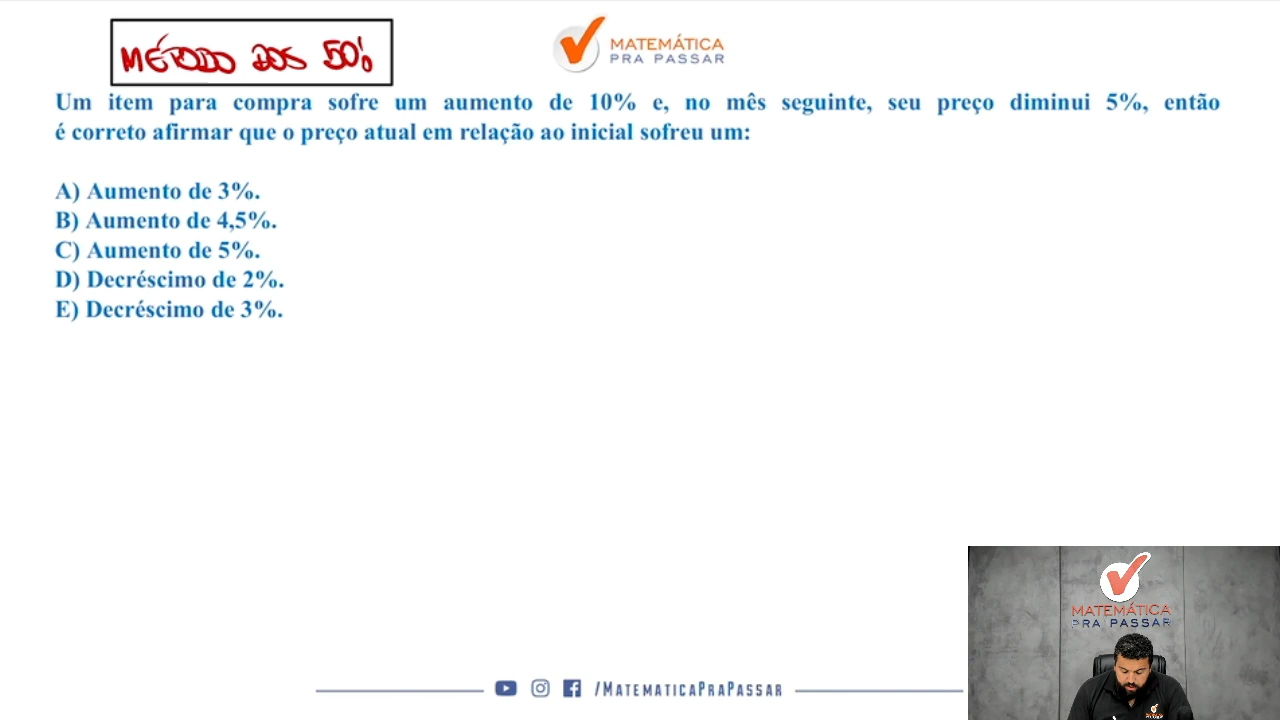 MÉTODO DOS 50%
MATEMÁTICA
PRA PASSAR
Um item para compra sofre um aumento de 10% e, no mês seguinte, seu preço diminui 5%, então
é correto afirmar que o preço atual em relação ao inicial sofreu um:
A) Aumento de 3%.
B) Aumento de 4,5%.
C) Aumento de 5%.
D) Decréscimo de 2%.
E) Decréscimo de 3%.
MATEMÁTICA
PRA PASSAR
/MATEMATICAPRAPASSAR